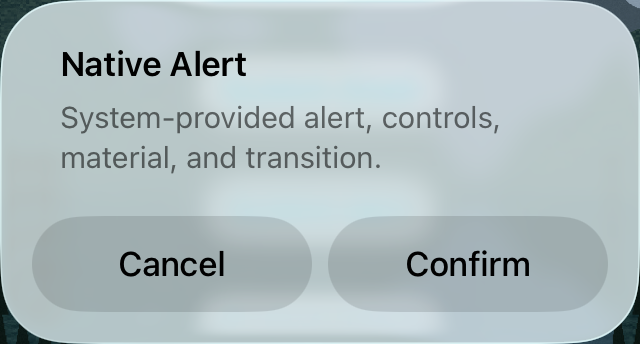 Native Alert
System-provided alert, controls,
material, and transition.
Cancel
Confirm